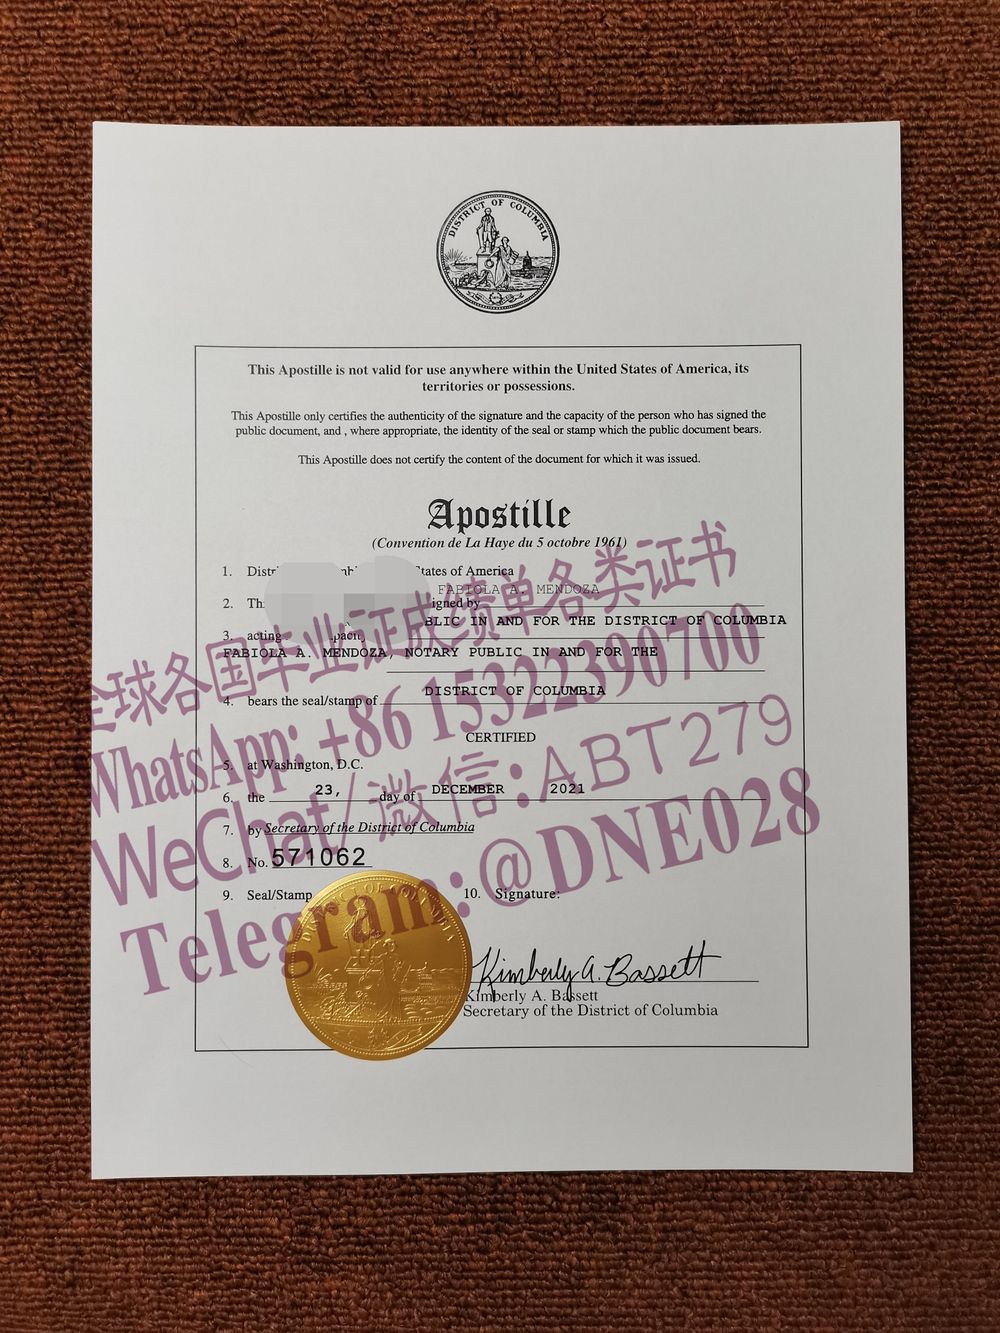 DISTRICT OF COLUMBIA
This Apostille is not valid for use anywhere within the United States of America, its
territories or possessions.
This Apostille only certifies the authenticity of the signature and the capacity of the person who has signed the
public document, and , where appropriate, the identity of the seal or stamp which the public document bears.
This Apostille does not certify the content of the document for which it was issued.
Apostille
(Convention de La Haye du 5 octobre 1961)
1. Distr States of America
FABIOLA A. MENDOZA
2. Th igned by
BLIC IN AND FOR THE DISTRICT OF COLUMBIA
3. acting pacity
FABIOLA A. MENDOZA, NOTARY PUBLIC IN AND FOR THE
DISTRICT OF COLUMBIA
4. bears the seal/stamp of
CERTIFIED
5. at Washington, D.C.
6. the 23, day of DECEMBER 2021
7. by Secretary of the District of Columbia
8. No. 571062
9. Seal/Stamp 10. Signature:
Kimberly A. Bassett
Kimberly A. Bassett
Secretary of the District of Columbia
全球各国毕业证成绩单各类证书
WhatsApp: +86 15322390700
WeChat/微信:ABT279
Telegram:@DNE028